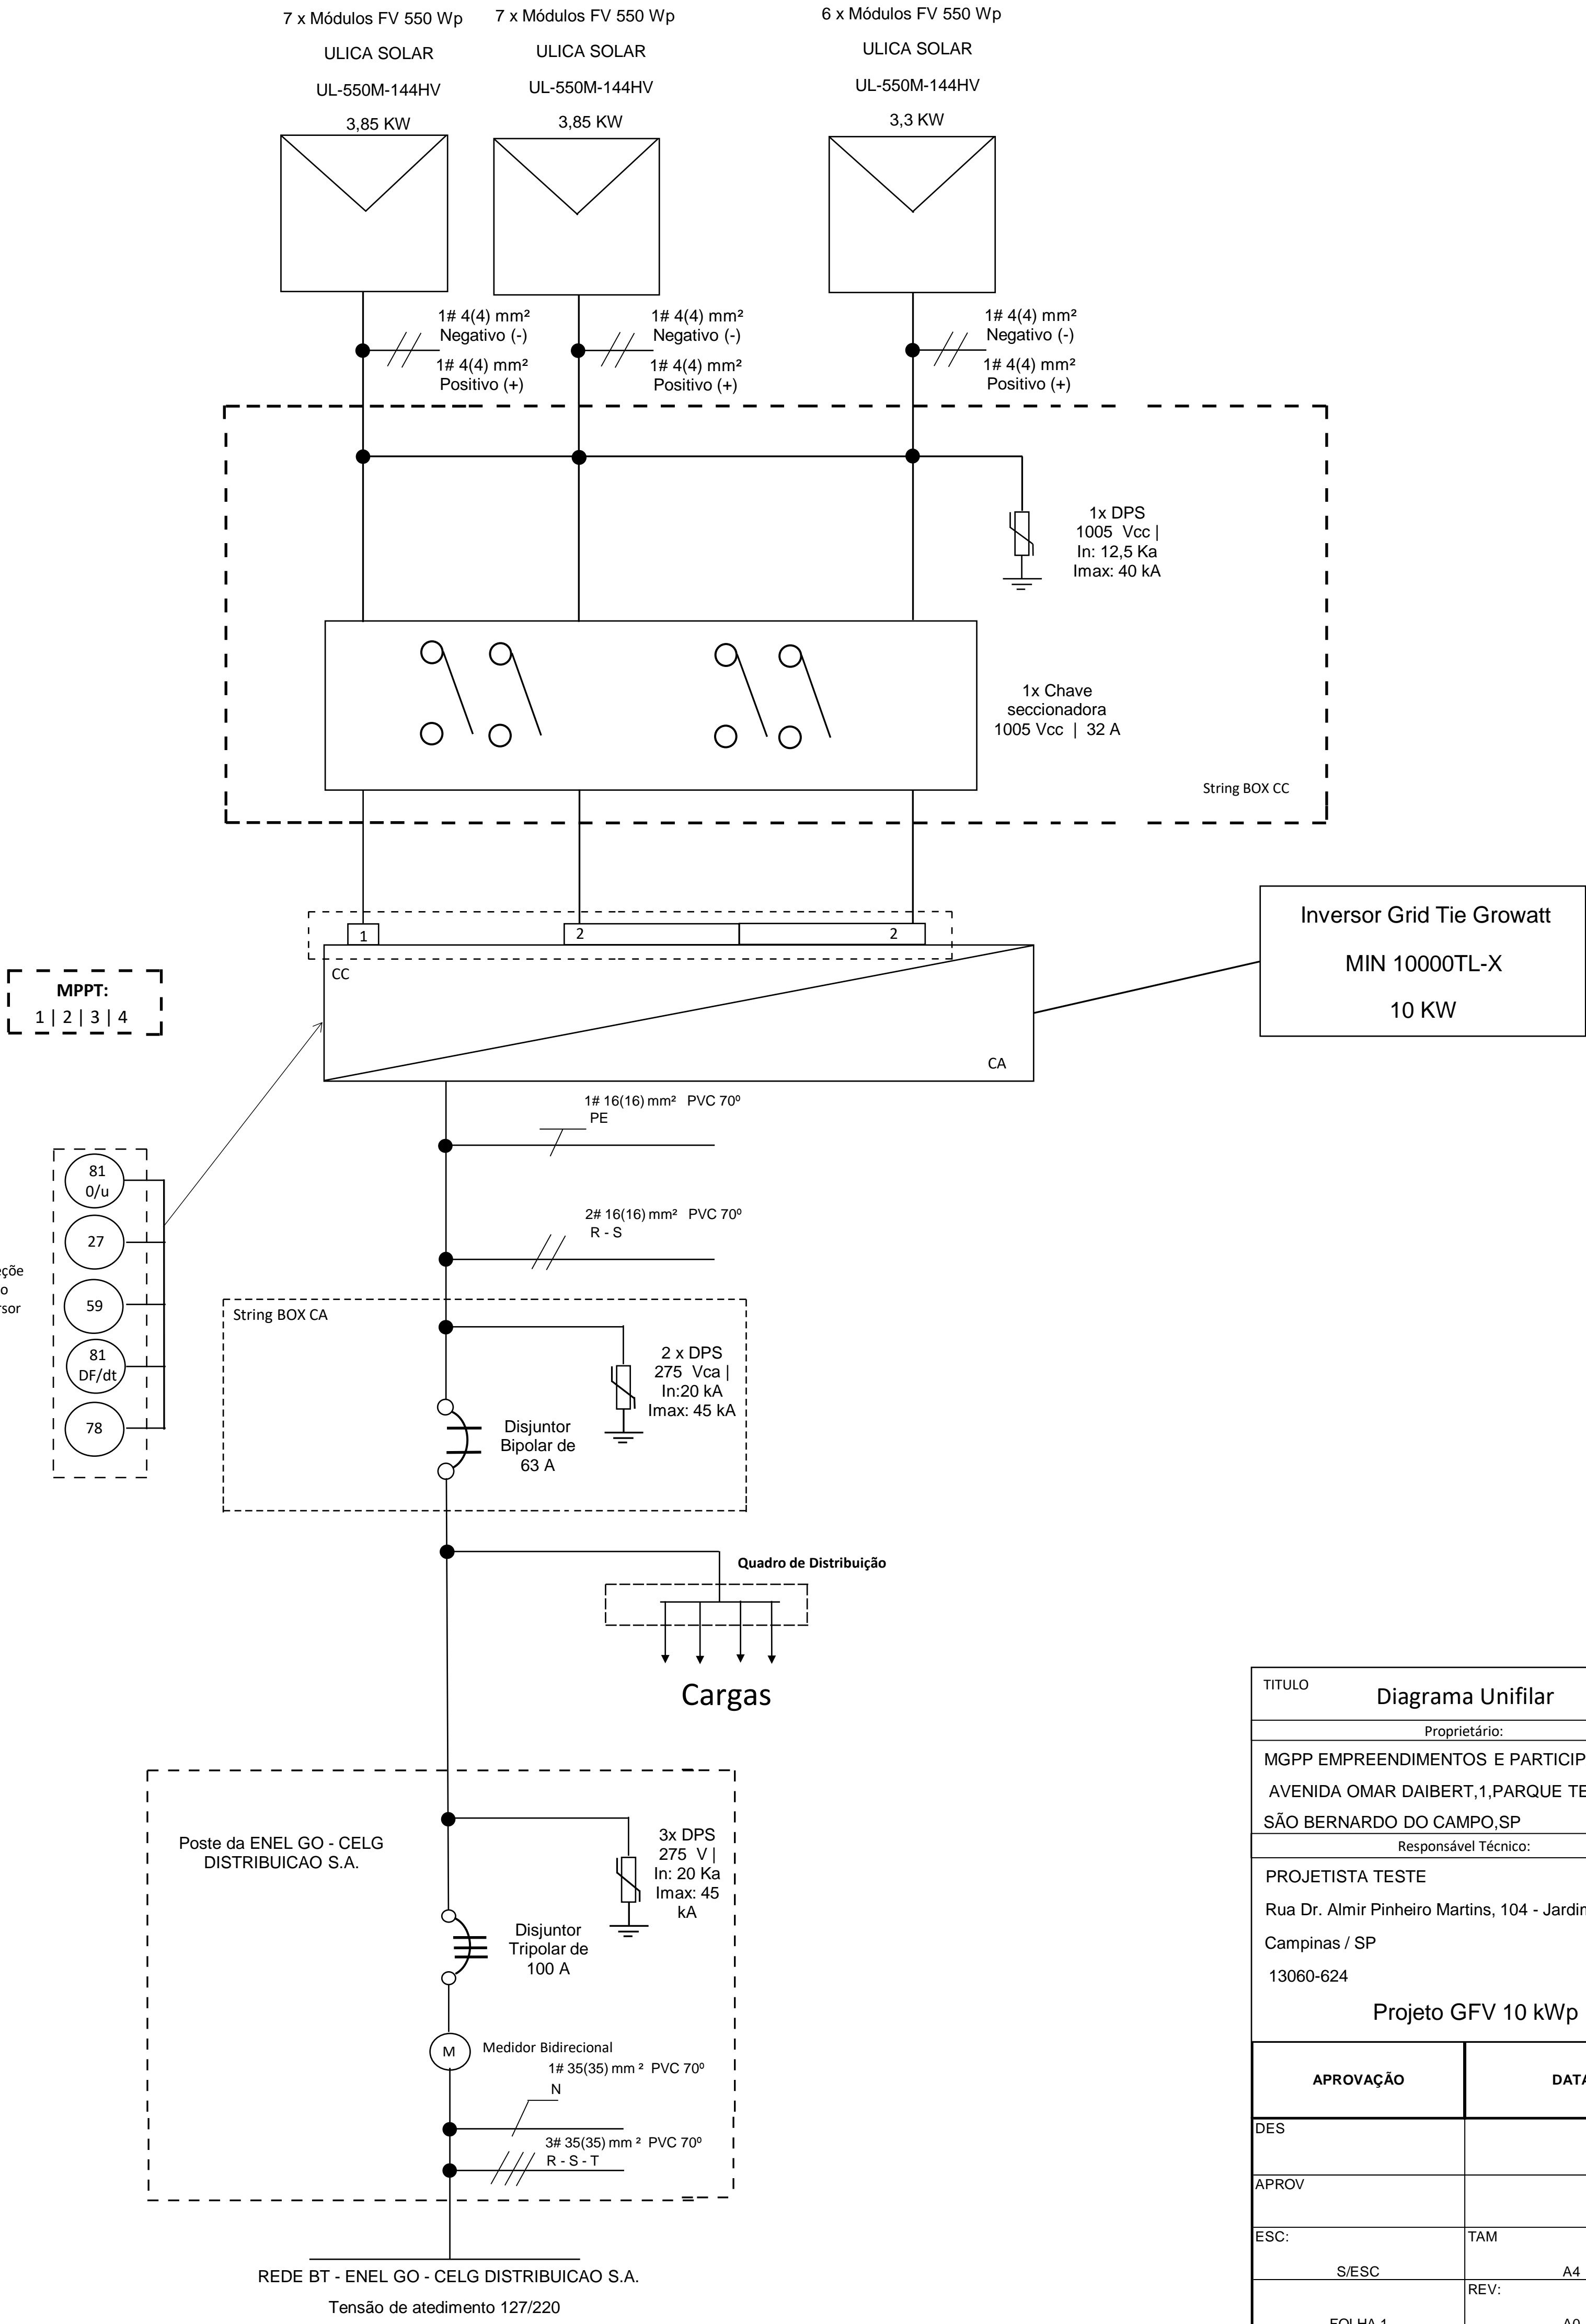 7 x Módulos FV 550 Wp
ULICA SOLAR
UL-550M-144HV
3,85 KW
7 x Módulos FV 550 Wp
ULICA SOLAR
UL-550M-144HV
3,85 KW
6 x Módulos FV 550 Wp
ULICA SOLAR
UL-550M-144HV
3,3 KW
1# 4(4) mm²
Negativo (-)
1# 4(4) mm²
Positivo (+)
1# 4(4) mm²
Negativo (-)
1# 4(4) mm²
Positivo (+)
1# 4(4) mm²
Negativo (-)
1# 4(4) mm²
Positivo (+)
1x DPS
1005 Vcc |
In: 12,5 Ka
Imax: 40 kA
1x Chave
seccionadora
1005 Vcc | 32 A
String BOX CC
1
2
2
CC
CA
Inversor Grid Tie Growatt
MIN 10000TL-X
10 KW
MPPT:
1 | 2 | 3 | 4
1# 16(16) mm² PVC 70º
PE
2# 16(16) mm² PVC 70º
R - S
81
0/u
27
59
81
DF/dt
78
String BOX CA
2 x DPS
275 Vca |
In:20 kA
Imax: 45 kA
Disjuntor
Bipolar de
63 A
Quadro de Distribuição
Cargas
Poste da ENEL GO - CELG
DISTRIBUICAO S.A.
3x DPS
275 V |
In: 20 Ka
Imax: 45
kA
Disjuntor
Tripolar de
100 A
M
Medidor Bidirecional
1# 35(35) mm ² PVC 70º
N
3# 35(35) mm ² PVC 70º
R - S - T
REDE BT - ENEL GO - CELG DISTRIBUICAO S.A.
Tensão de atedimento 127/220
TITULO
Diagrama Unifilar
Proprietário:
MGPP EMPREENDIMENTOS E
AVENIDA OMAR DAIBERT,1,PARQUE
SÃO BERNARDO DO CAMPO,SP
Responsável Técnico:
PROJETISTA TESTE
Rua Dr. Almir Pinheiro Martins, 104 -
Campinas / SP
13060-624
Projeto GFV 10 kWp
APROVAÇÃO
DATA
DES
APROV
ESC:
S/ESC
TAM
A4
REV: